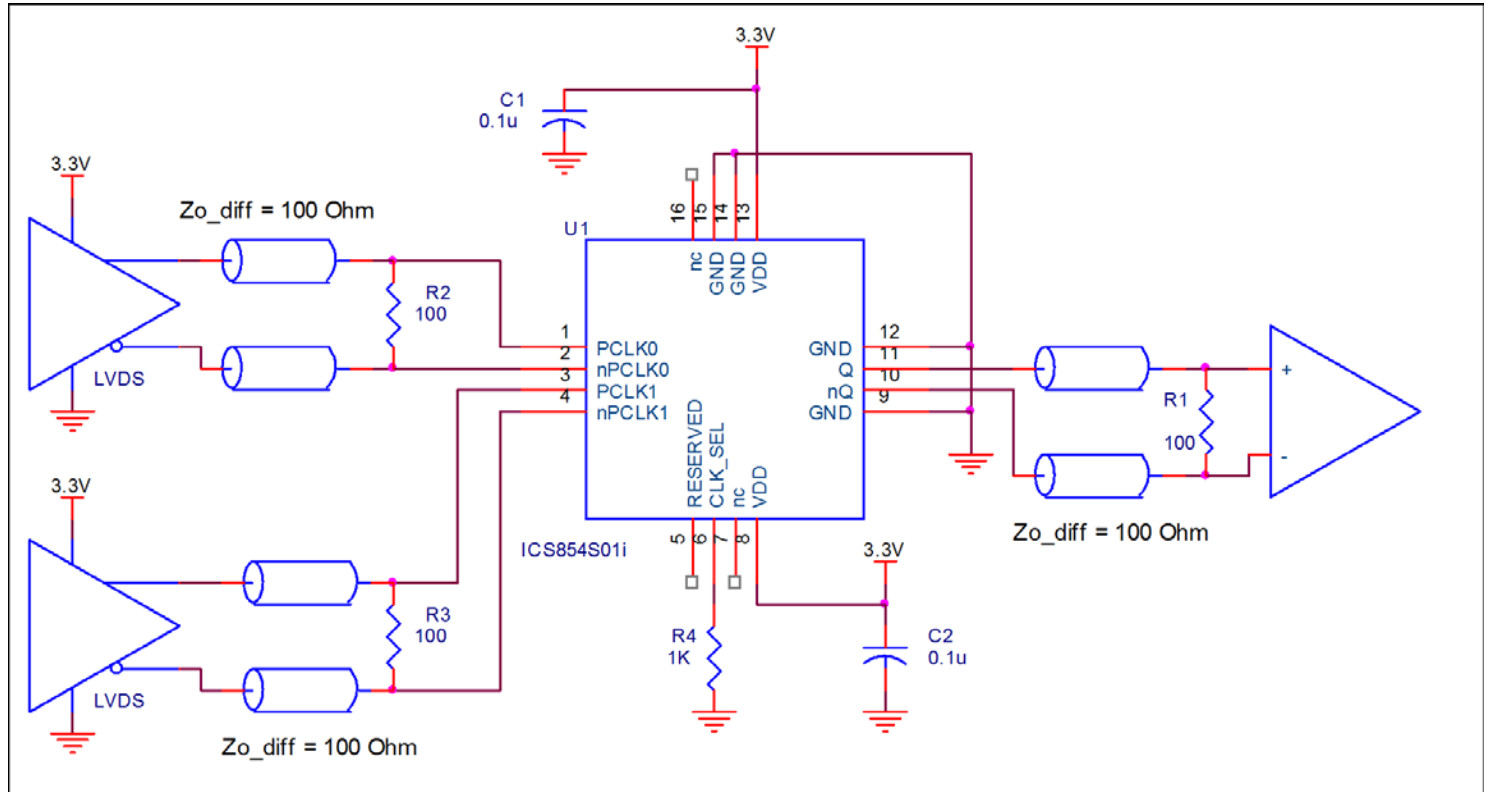 3.3V
C1
0.1u
3.3V
Zo_diff = 100 Ohm
R2
100
LVDS
U1
16
15
14
13
nc
GND
GND
VDD
1
2
3
4
PCLK0
nPCLK0
PCLK1
nPCLK1
12
11
10
9
GND
Q
nQ
GND
RESERVED
CLK_SEL
nc
VDD
5
6
7
8
ICS854S01i
R1
100
+
-
Zo_diff = 100 Ohm
3.3V
R3
100
LVDS
Zo_diff = 100 Ohm
R4
1K
3.3V
C2
0.1u